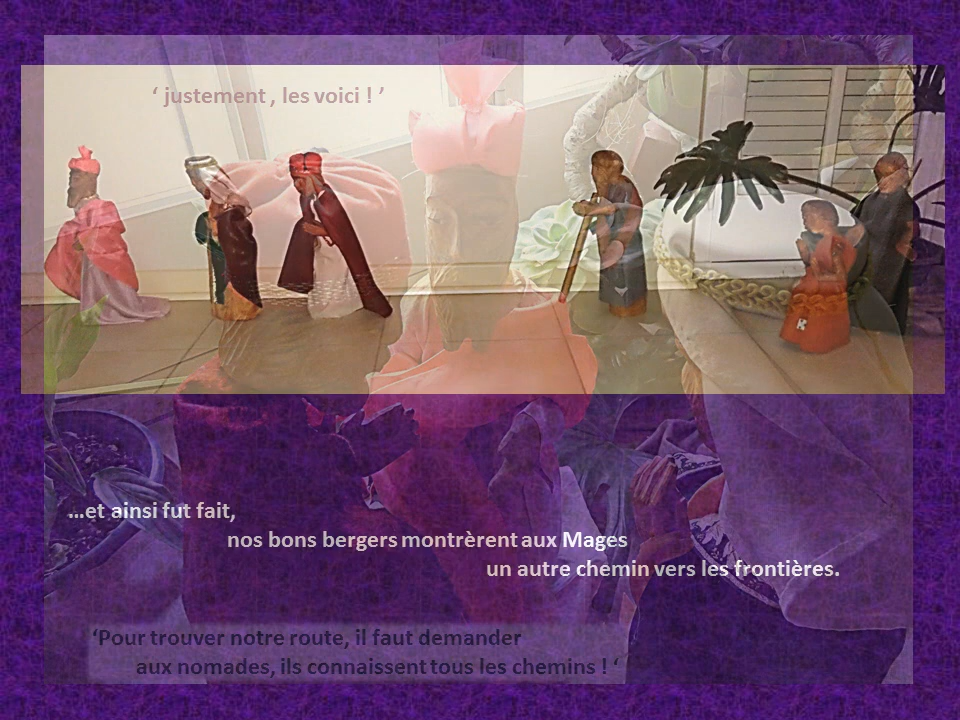 ‘ justement , les voici ! ’
…et ainsi fut fait,
nos bons bergers montrèrent aux Mages
un autre chemin vers les frontières.
‘Pour trouver notre route, il faut demander
aux nomades, ils connaissent tous les chemins ! ‘